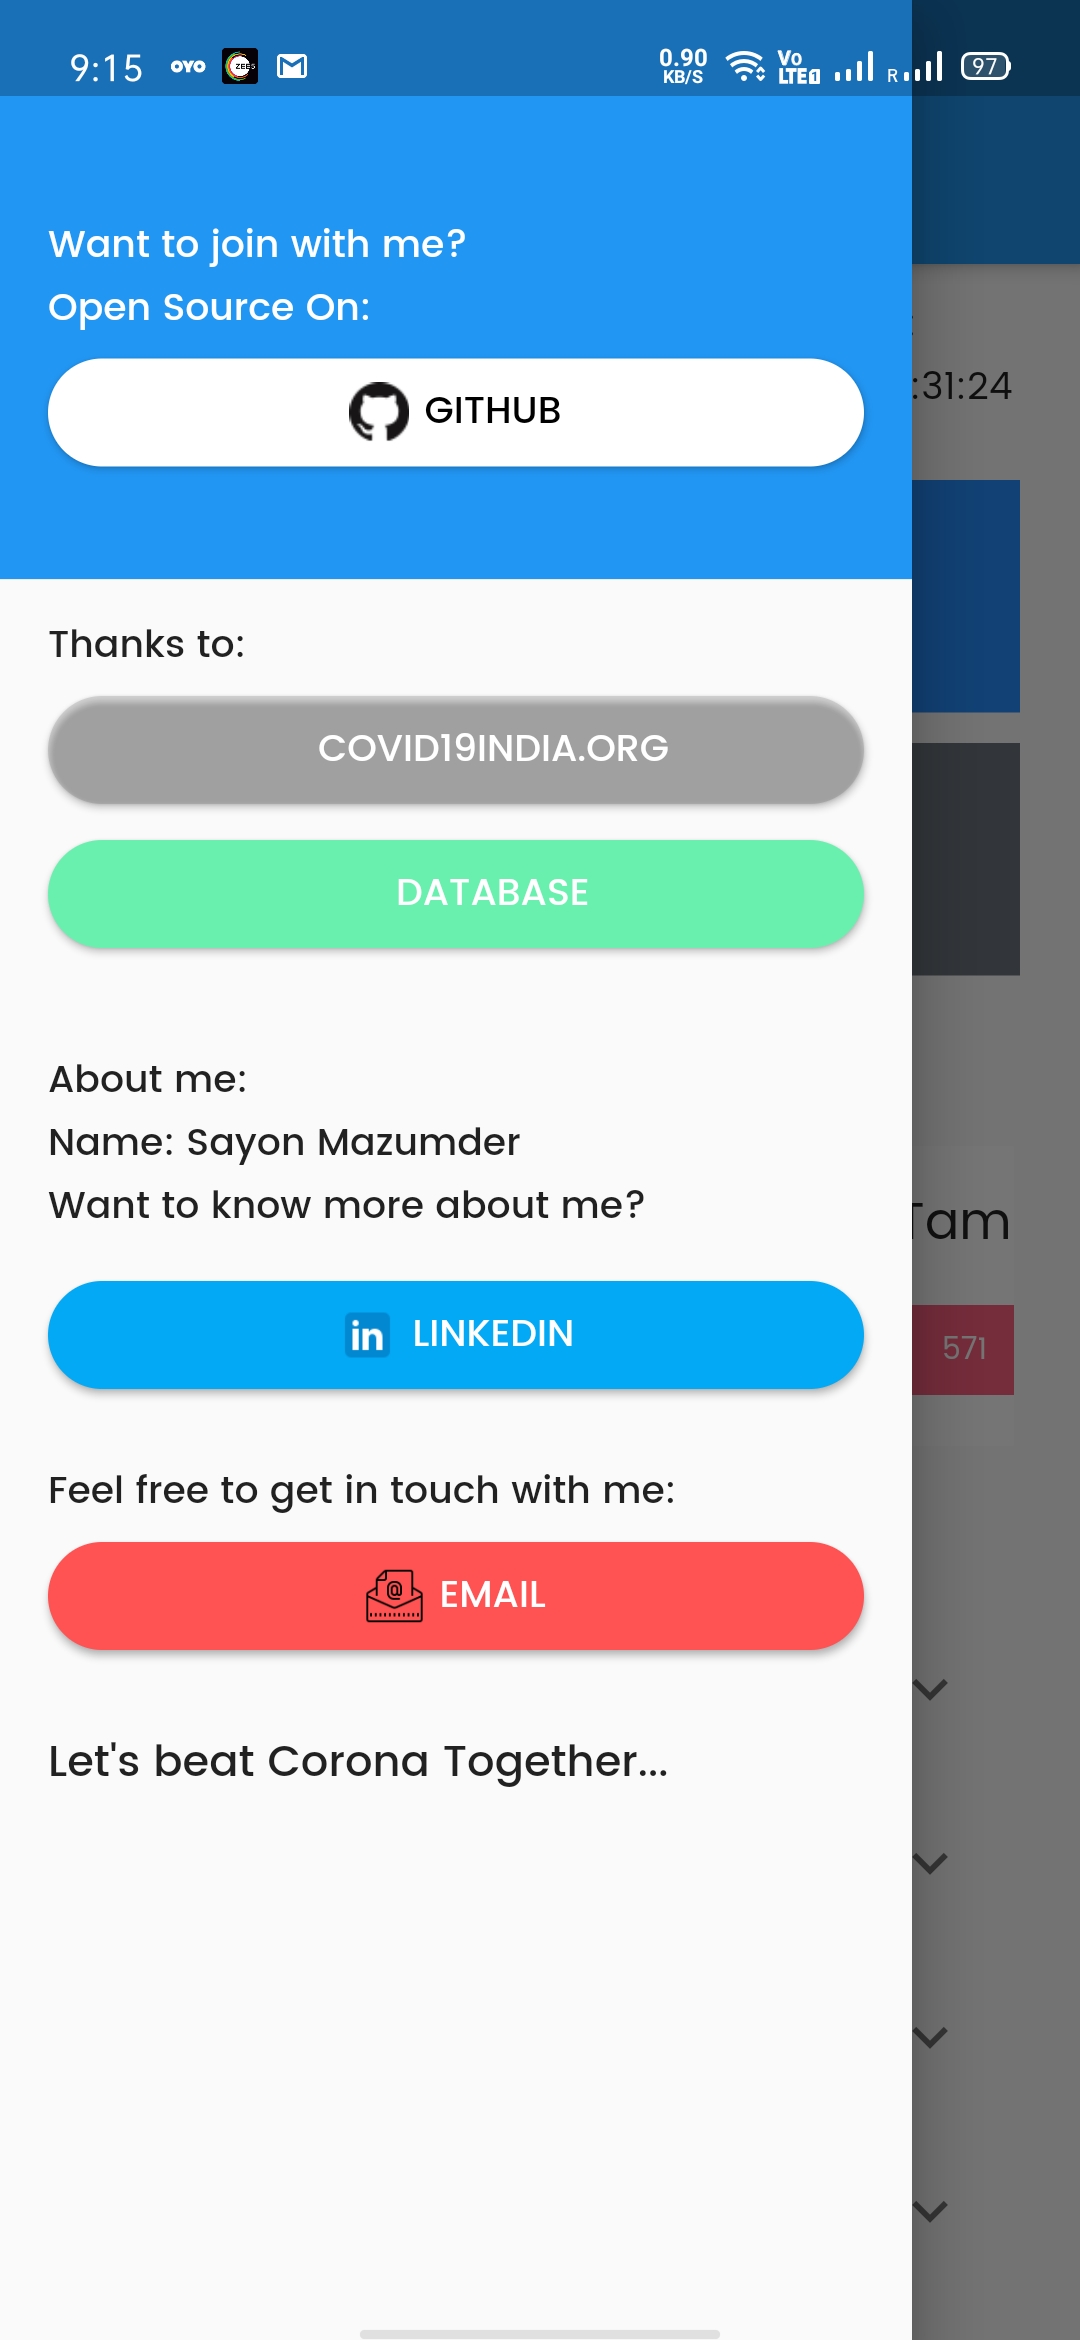 9:15 OYO ZEE5 0.90 KB/S Vo LTE1 R 97
Want to join with me?
Open Source On:
:31:24
GITHUB
Thanks to:
COVID19INDIA.ORG
DATABASE
About me:
Name: Sayon Mazumder
Want to know more about me?
Tam
LINKEDIN
571
Feel free to get in touch with me:
@ EMAIL
Let's beat Corona Together...